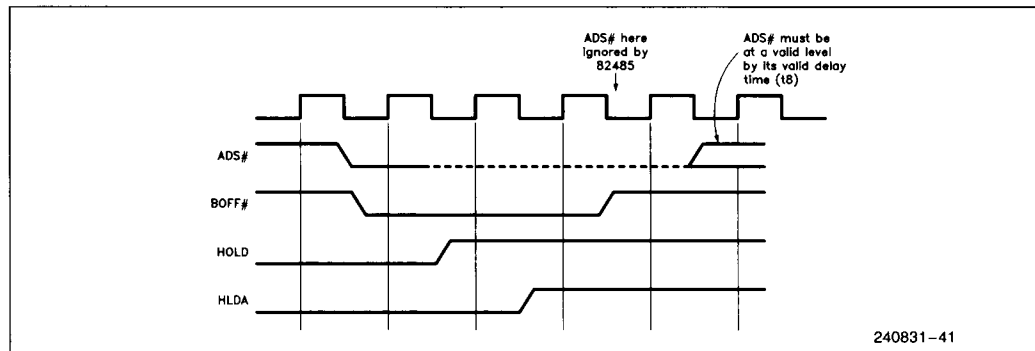 ADS# here
ignored by
82485
ADS# must be
at a valid level
by its valid delay
time (t8)
ADS#
BOFF#
HOLD
HLDA
240831-41